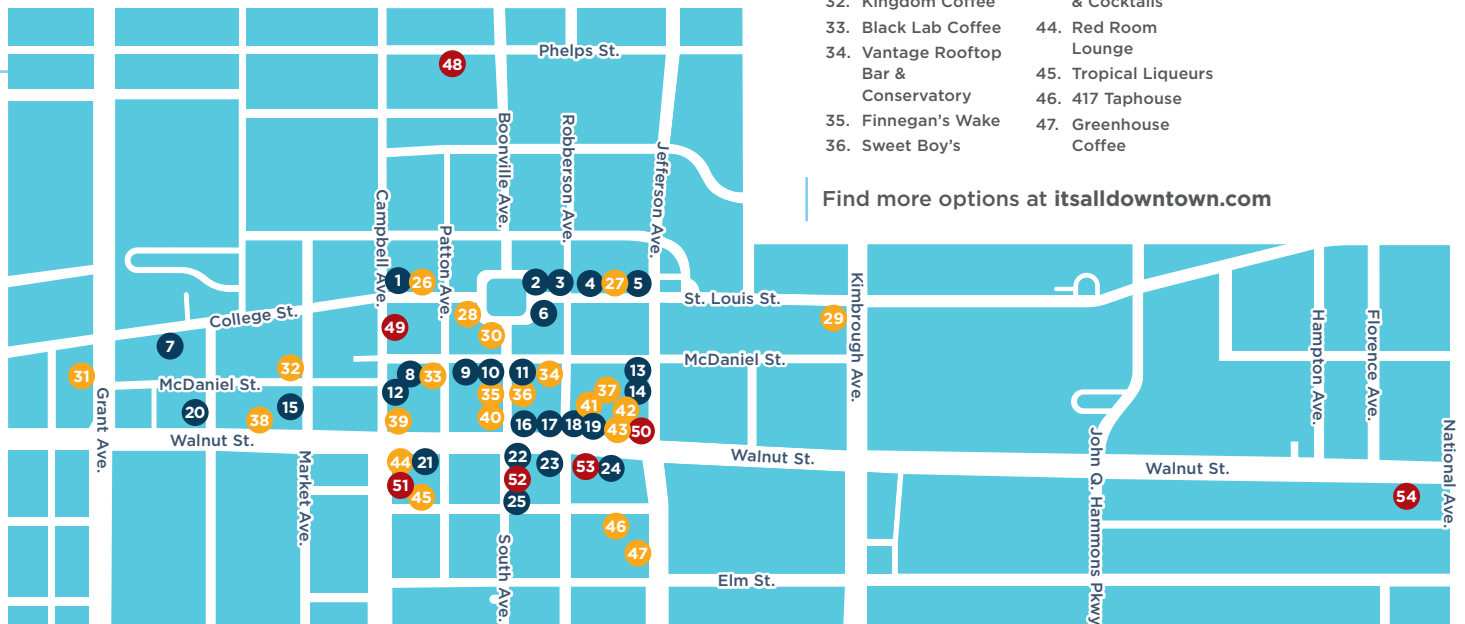 32. Kingdom Coffee
33. Black Lab Coffee
34. Vantage Rooftop
Bar &
Conservatory
35. Finnegan's Wake
36. Sweet Boy's
& Cocktails
44. Red Room
Lounge
45. Tropical Liqueurs
46. 417 Taphouse
47. Greenhouse
Coffee
Find more options at itsalldowntown.com
Phelps St.
48
Boonville Ave.
Robberson Ave.
Jefferson Ave.
Campbell Ave.
Patton Ave.
1
26
2
3
4
27
5
St. Louis St.
Kimbrough Ave.
College St.
28
6
29
49
30
Hampton Ave.
Florence Ave.
7
McDaniel St.
31
32
8
33
9
10
11
34
13
McDaniel St.
12
35
36
37
14
Grant Ave.
20
15
38
39
40
41
42
16
17
18
19
43
50
Walnut St.
Walnut St.
Walnut St.
Market Ave.
44
21
22
23
53
24
51
45
52
25
John Q. Hammons Pkwy
National Ave.
54
46
47
South Ave.
Elm St.